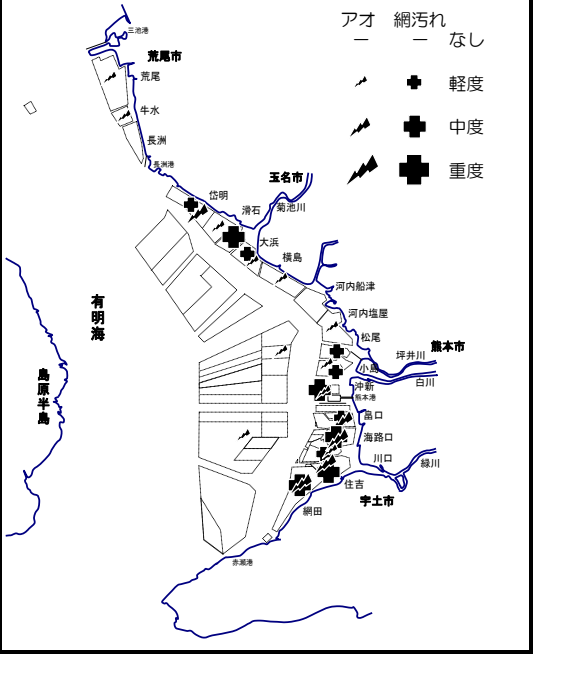 アオ 網汚れ
― ― なし
軽度
中度
重度
三池港
荒尾市
荒尾
牛水
長洲
長洲港
玉名市
岱明
滑石
菊池川
大浜
横島
河内船津
河内塩屋
松尾
熊本市
坪井川
小島
白川
沖新
熊本港
畠口
海路口
川口
緑川
住吉
宇土市
網田
赤瀬港
有明海
島原半島